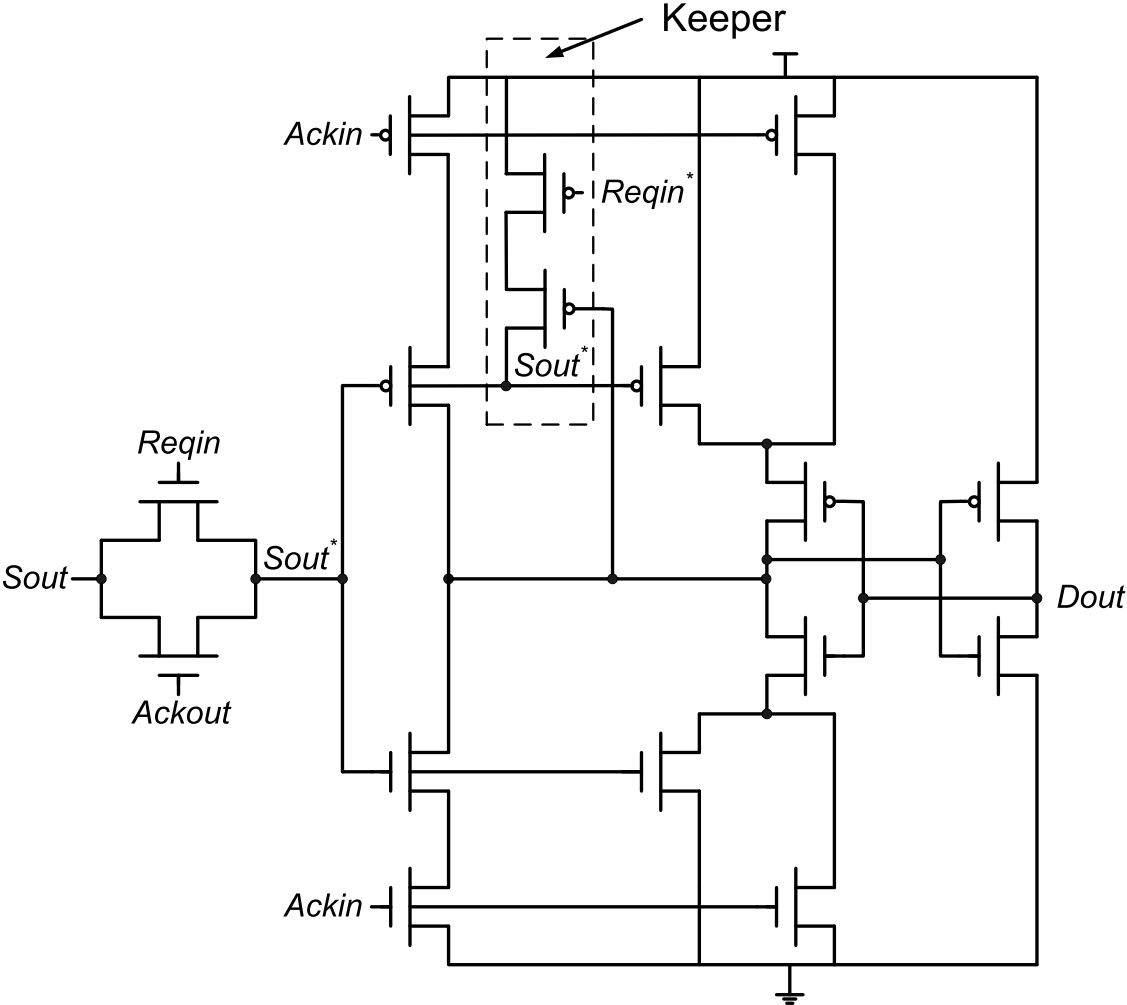 Keeper
Ackin
Reqin*
Sout*
Reqin
Sout
Sout*
Dout
Ackout
Ackin